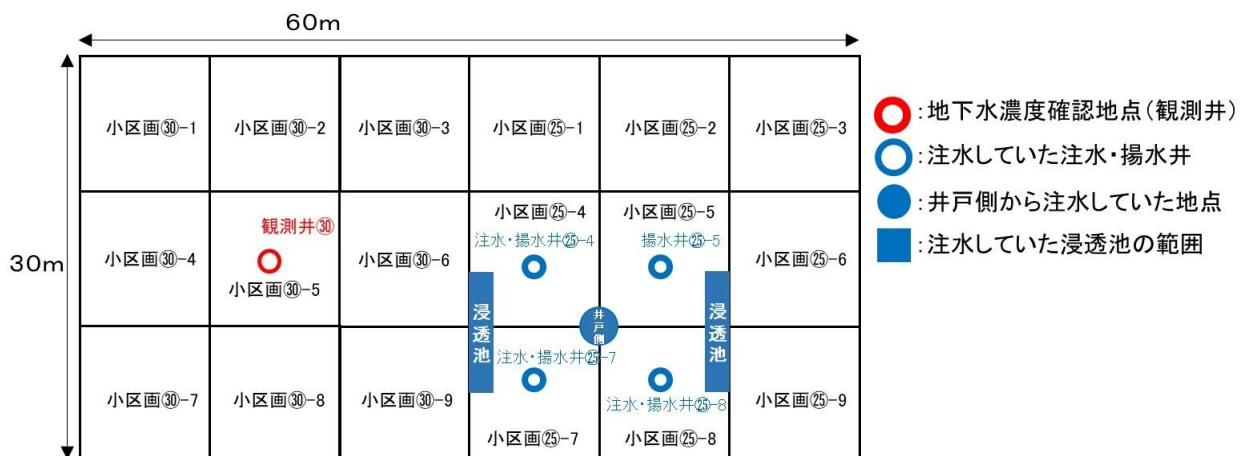 60m
30m
小区画㉚-1
小区画㉚-2
小区画㉚-3
小区画㉕-1
小区画㉕-2
小区画㉕-3
小区画㉚-4
観測井㉚
小区画㉚-5
小区画㉚-6
小区画㉕-4
注水・揚水井㉕-4
小区画㉕-5
揚水井㉕-5
小区画㉕-6
浸透池
井戸側
浸透池
小区画㉚-7
小区画㉚-8
小区画㉚-9
注水・揚水井㉕-7
小区画㉕-7
注水・揚水井㉕-8
小区画㉕-8
小区画㉕-9
:地下水濃度確認地点(観測井)
:注水していた注水・揚水井
:井戸側から注水していた地点
:注水していた浸透池の範囲